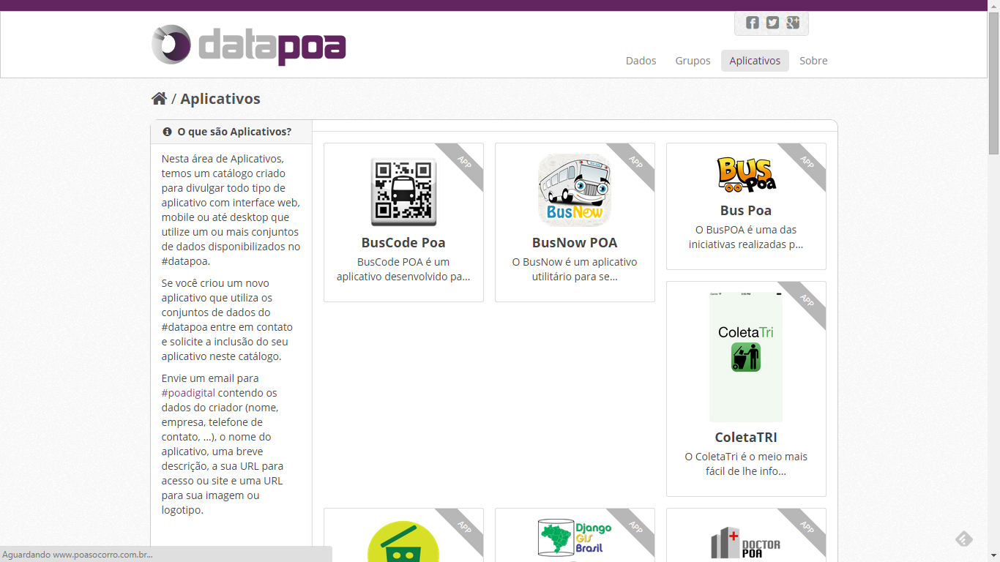 datapoa
Dados
Grupos
Aplicativos
Sobre
/ Aplicativos
O que são Aplicativos?
Nesta área de Aplicativos,
temos um catálogo criado
para divulgar todo tipo de
aplicativo com interface web,
mobile ou até desktop que
utilize um ou mais conjuntos
de dados disponibilizados no
#datapoa.
Se você criou um novo
aplicativo que utiliza os
conjuntos de dados do
#datapoa entre em contato
e solicite a inclusão do seu
aplicativo neste catálogo.
Envie um email para
#poadigital contendo os
dados do criador (nome,
empresa, telefone de
contato, ...), o nome do
aplicativo, uma breve
descrição, a sua URL para
acesso ou site e uma URL
para sua imagem ou
logotipo.
APP
BusCode Poa
BusCode POA é um
aplicativo desenvolvido pa...
APP
BusNow
BusNow POA
O BusNow é um aplicativo
utilitário para se...
APP
BUS
Poa
Bus Poa
O BusPOA é uma das
iniciativas realizadas p...
APP
ColetaTri
ColetaTRI
O ColetaTri é o meio mais
fácil de lhe info...
APP
APP
Django
GIS
Brasil
APP
DOCTOR
POA
Aguardando www.poasocorro.com.br...